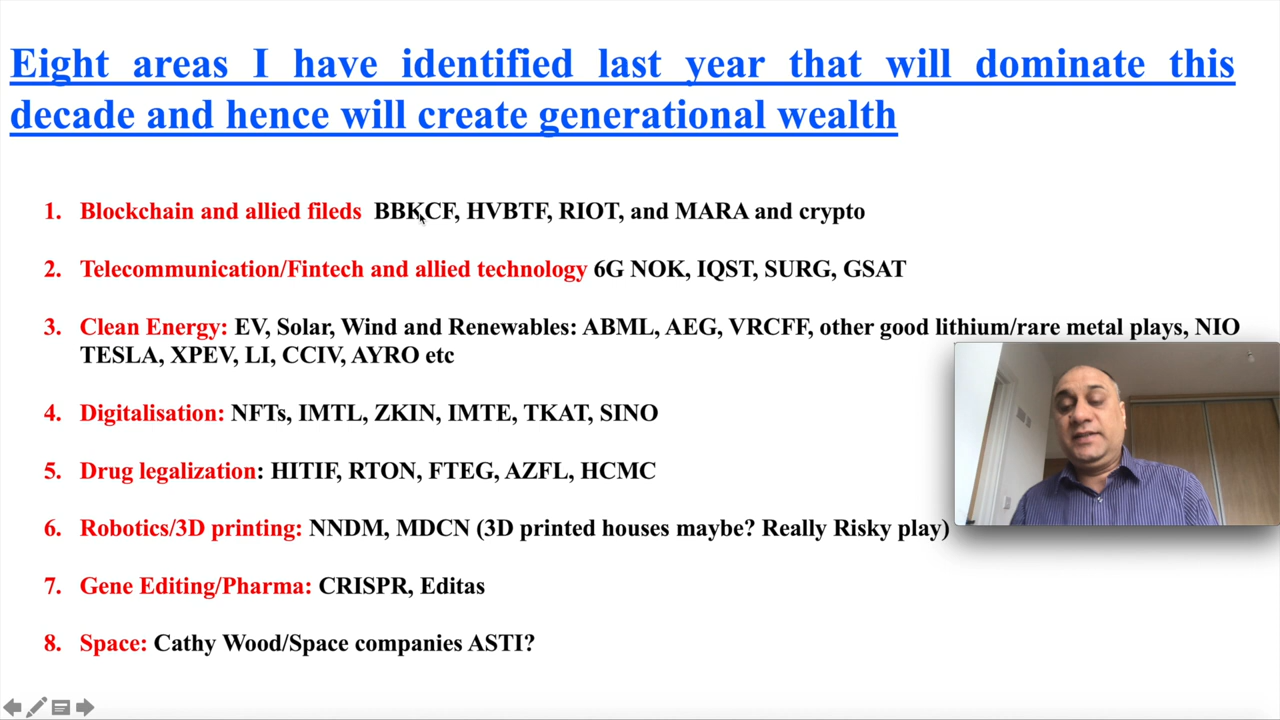 Eight areas I have identified last year that will dominate this
decade and hence will create generational wealth
1. Blockchain and allied fileds BBKCF, HVBTF, RIOT, and MARA and crypto
2. Telecommunication/Fintech and allied technology 6G NOK, IQST, SURG, GSAT
3. Clean Energy: EV, Solar, Wind and Renewables: ABML, AEG, VRCFF, other good lithium/rare metal plays, NIO
TESLA, XPEV, LI, CCIV, AYRO etc
4. Digitalisation: NFTs, IMTL, ZKIN, IMTE, TKAT, SINO
5. Drug legalization: HITIF, RTON, FTEG, AZFL, HCMC
6. Robotics/3D printing: NNDM, MDCN (3D printed houses maybe? Really Risky play)
7. Gene Editing/Pharma: CRISPR, Editas
8. Space: Cathy Wood/Space companies ASTI?